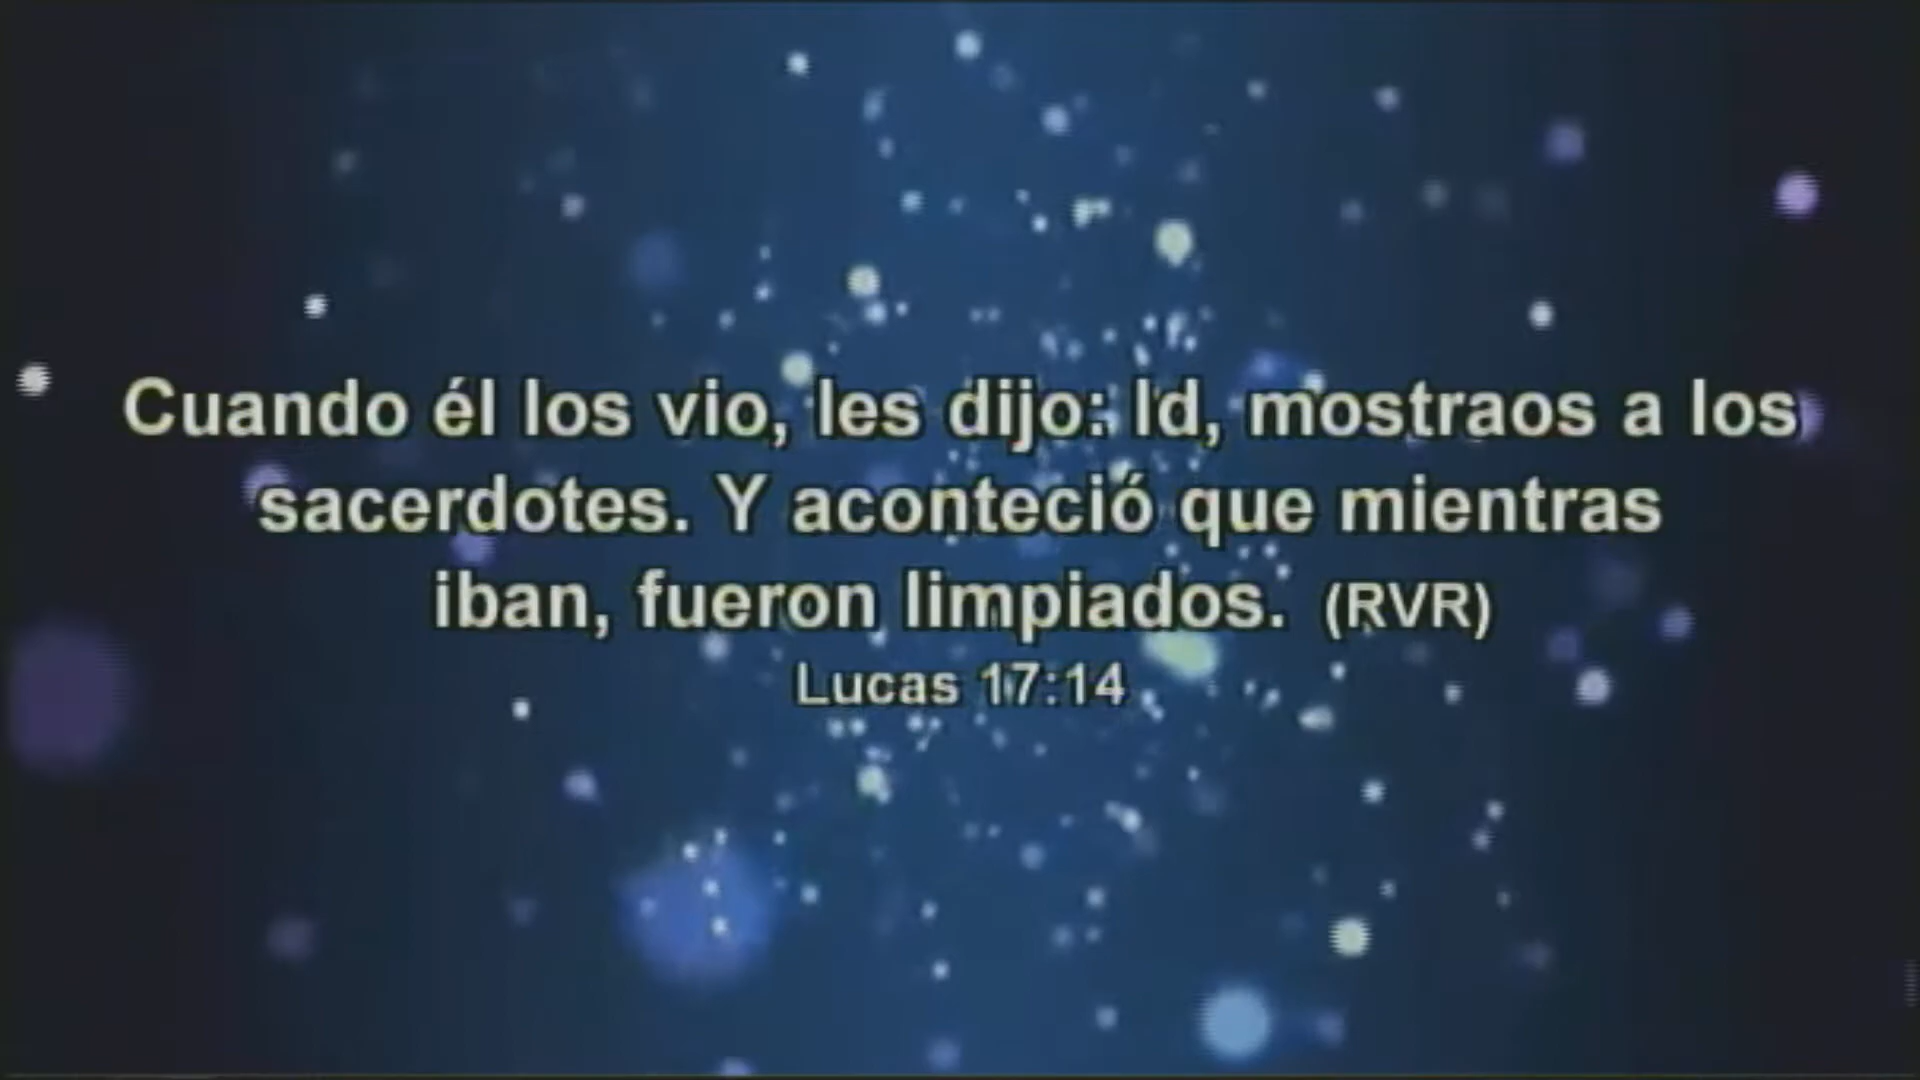 Cuando él los vio, les dijo: Id, mostraos a los
sacerdotes. Y aconteció que mientras
iban, fueron limpiados. (RVR)
Lucas 17:14